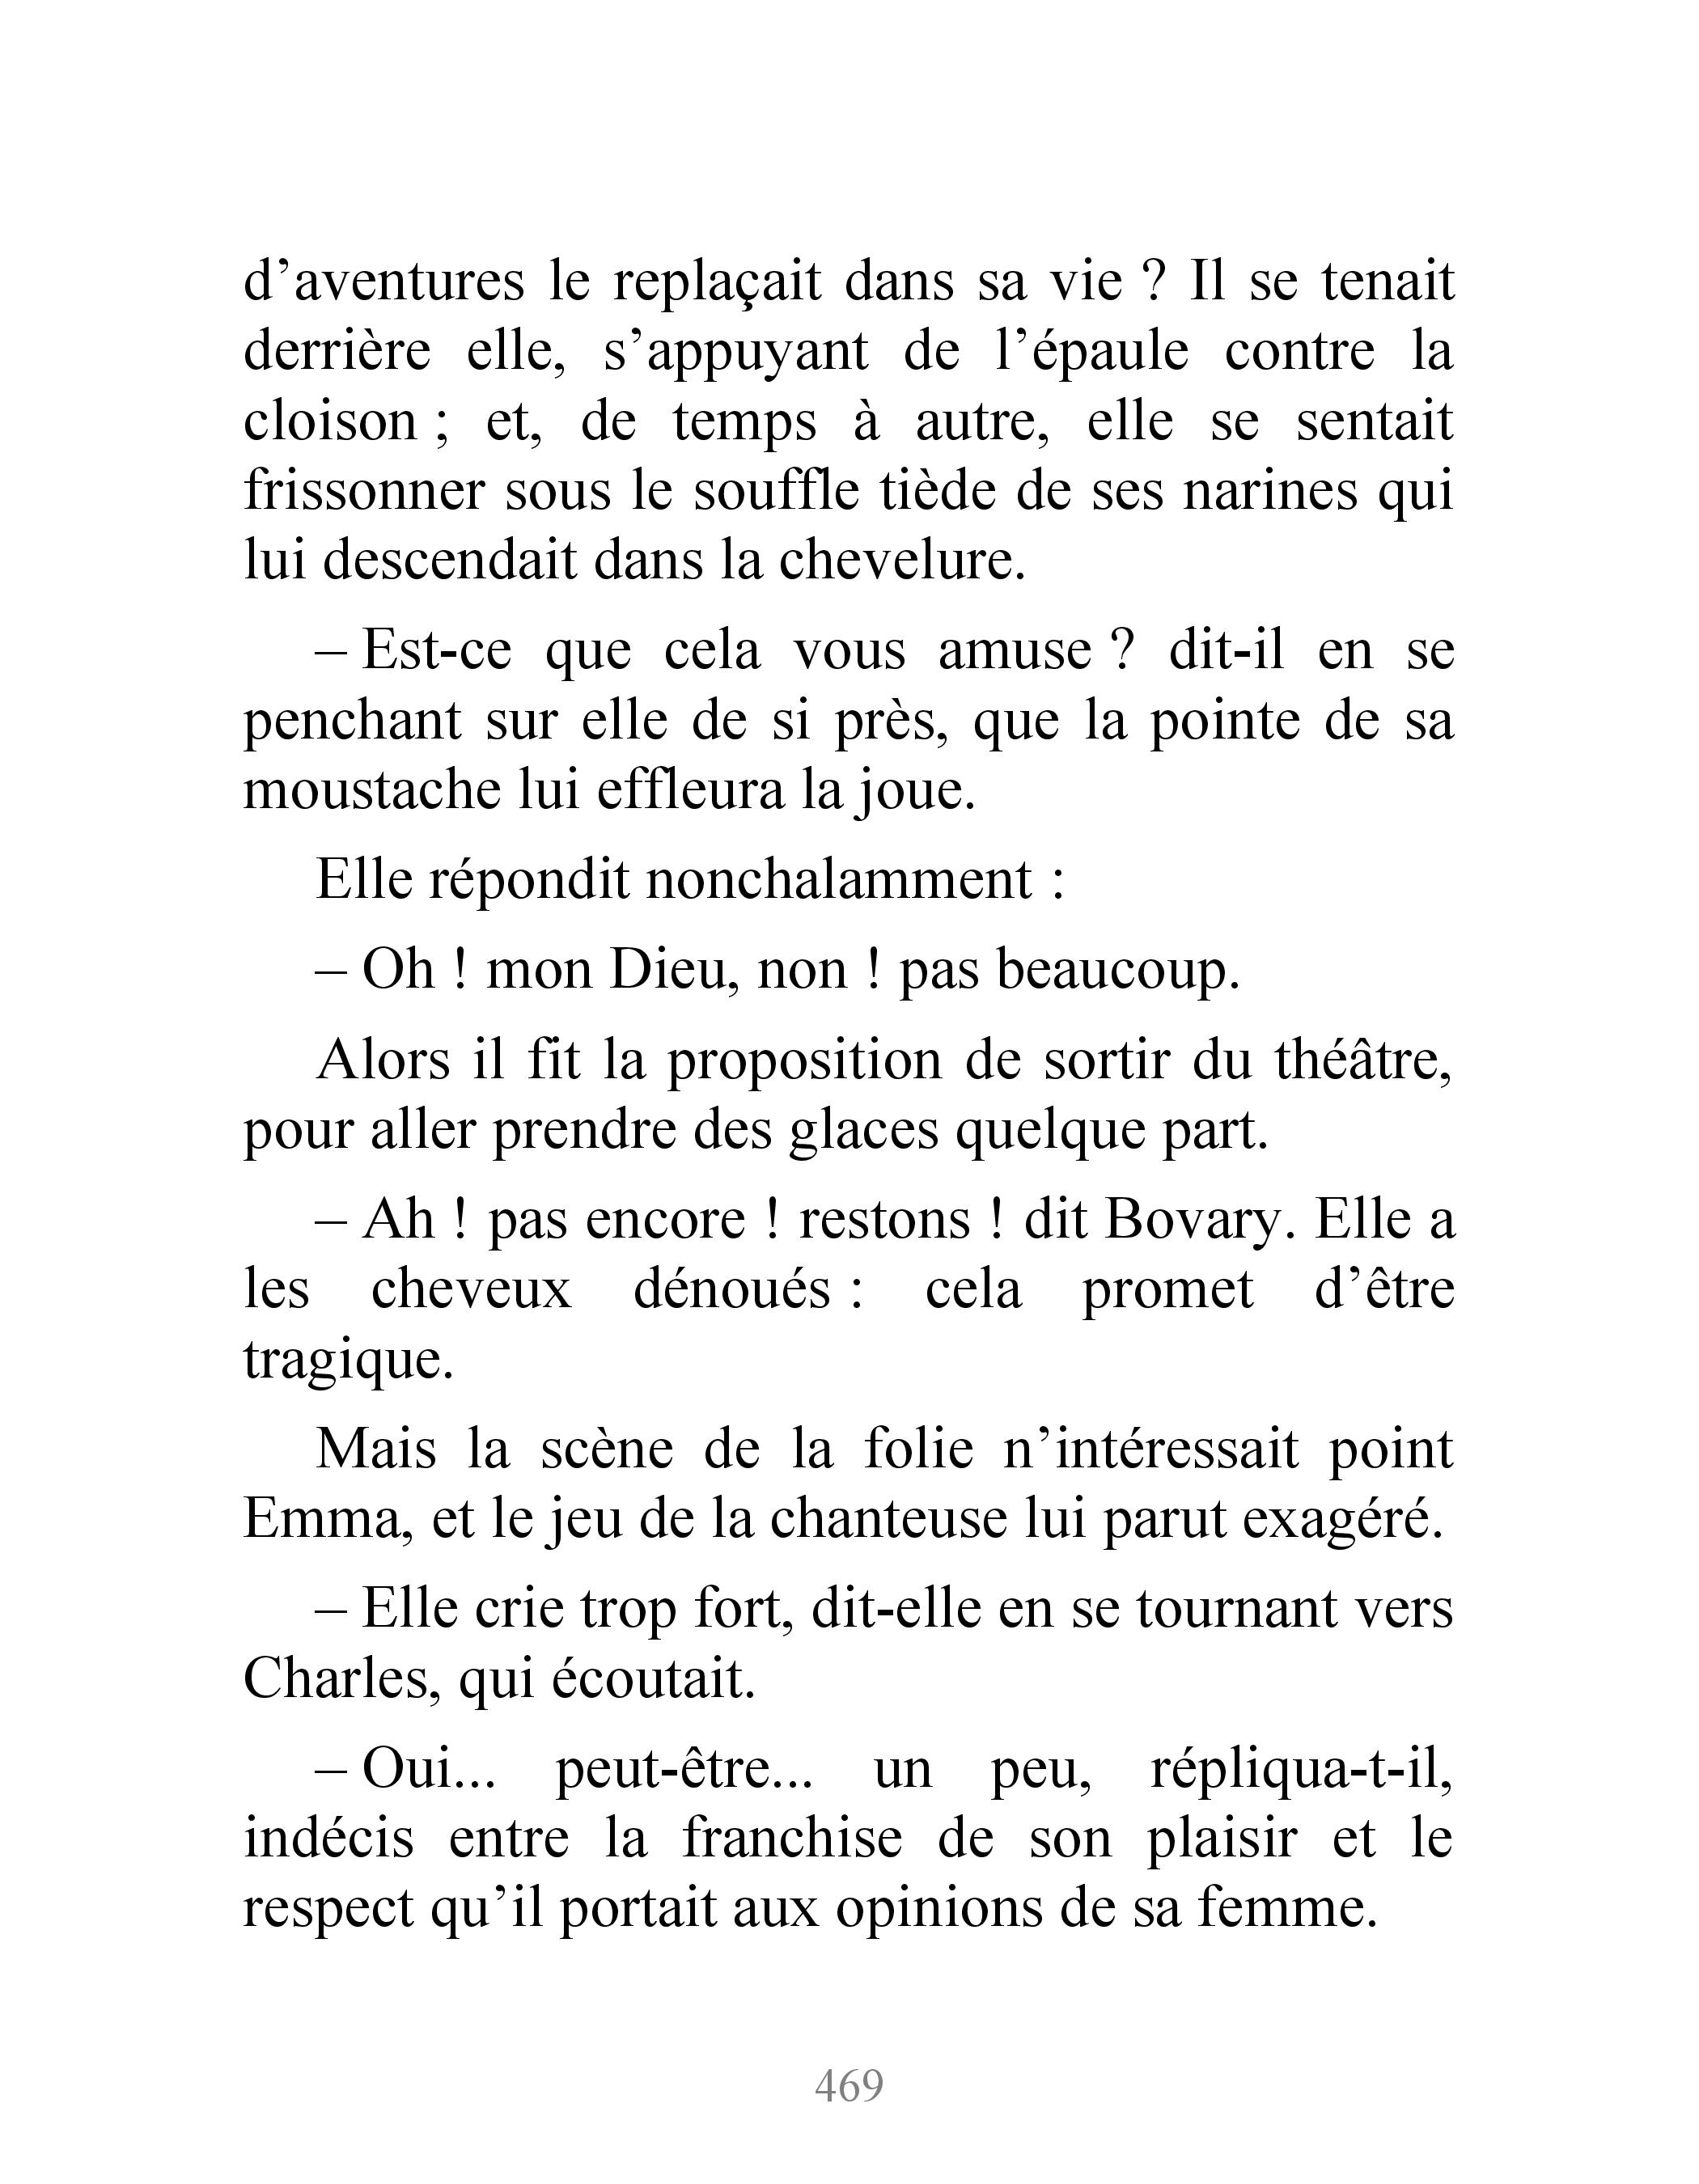 d’aventures le replaçait dans sa vie ? Il se tenait
derrière elle, s’appuyant de l’épaule contre la
cloison ; et, de temps à autre, elle se sentait
frissonner sous le souffle tiède de ses narines qui
lui descendait dans la chevelure.
– Est-ce que cela vous amuse ? dit-il en se
penchant sur elle de si près, que la pointe de sa
moustache lui effleura la joue.
Elle répondit nonchalamment :
– Oh ! mon Dieu, non ! pas beaucoup.
Alors il fit la proposition de sortir du théâtre,
pour aller prendre des glaces quelque part.
– Ah ! pas encore ! restons ! dit Bovary. Elle a
les cheveux dénoués : cela promet d’être
tragique.
Mais la scène de la folie n’intéressait point
Emma, et le jeu de la chanteuse lui parut exagéré.
– Elle crie trop fort, dit-elle en se tournant vers
Charles, qui écoutait.
– Oui... peut-être... un peu, répliqua-t-il,
indécis entre la franchise de son plaisir et le
respect qu’il portait aux opinions de sa femme.
469